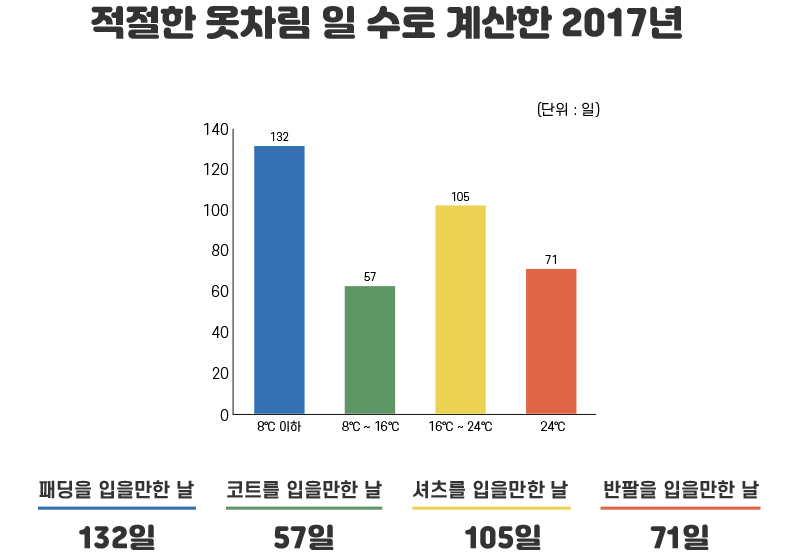 적절한 옷차림 일 수로 계산한 2017년
(단위 : 일)
140
120
100
80
60
40
20
0
132
57
105
71
8℃ 이하
8℃ ~ 16℃
16℃ ~ 24℃
24℃
패딩을 입을만한 날
코트를 입을만한 날
셔츠를 입을만한 날
반팔을 입을만한 날
132일
57일
105일
71일